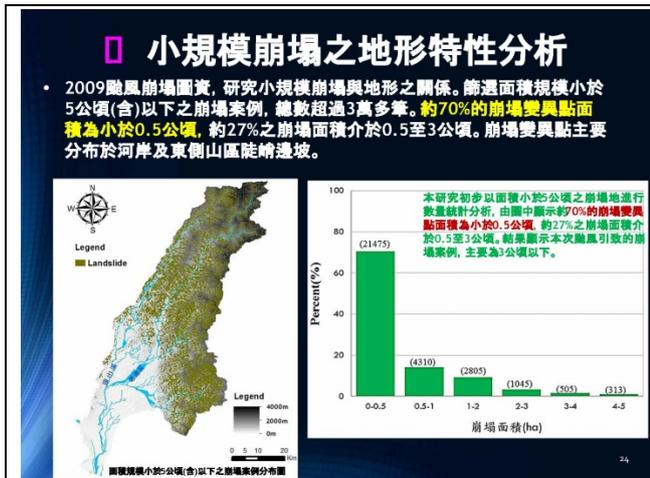 小規模崩塌之地形特性分析
• 2009颱風崩塌圖資, 研究小規模崩塌與地形之關係。篩選面積規模小於
5公頃(含)以下之崩塌案例, 總數超過3萬多筆。約70%的崩塌變異點面
積為小於0.5公頃, 約27%之崩塌面積介於0.5至3公頃。崩塌變異點主要
分布於河岸及東側山區陡峭邊坡。
N
W E
S
Legend
Landslide
旗山溪
Legend
4000m
2000m
0m
0 5 10 20
Km
面積規模小於5公頃(含)以下之崩塌案例分布圖
本研究初步以面積小於5公頃之崩塌地進行
數量統計分析, 由圖中顯示約70%的崩塌變異
點面積為小於0.5公頃, 約27%之崩塌面積介
於0.5至3公頃。結果顯示本次颱風引致的崩
塌案例, 主要為3公頃以下。
Percent(%)
100
80
60
40
20
0
(21475)
(4310)
(2805)
(1045)
(505)
(313)
0-0.5 0.5-1 1-2 2-3 3-4 4-5
崩塌面積(ha)
24